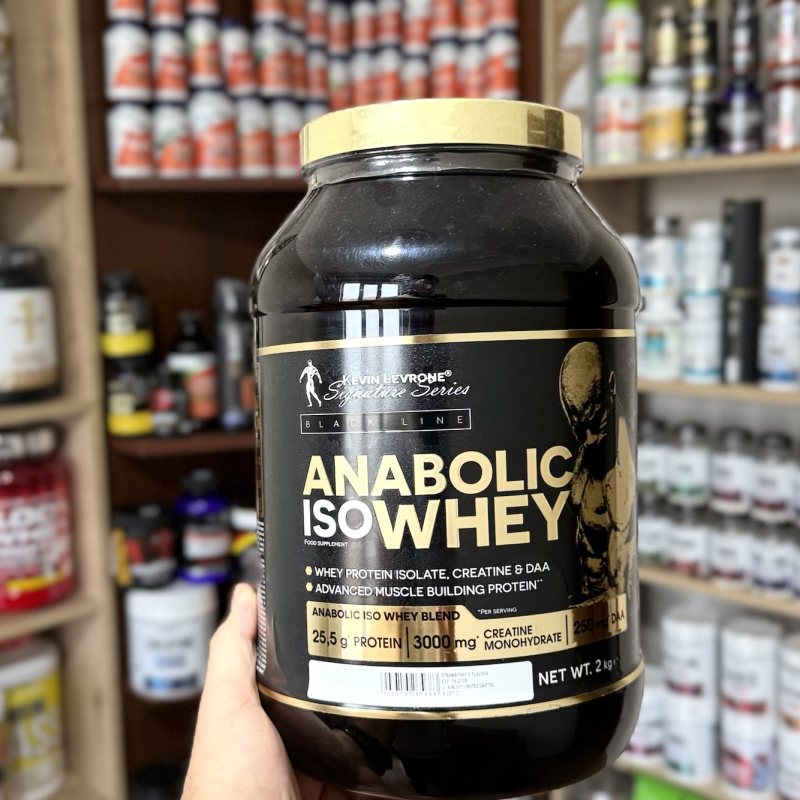 KEVIN LEVRONE®
Signature Series
BLACK LINE
ANABOLIC
ISOWHEY
FOOD SUPPLEMENT
WHEY PROTEIN ISOLATE, CREATINE & DAA
ADVANCED MUSCLE BUILDING PROTEIN**
ANABOLIC ISO WHEY BLEND *PER SERVING
25,5 g* PROTEIN 3000 mg* CREATINE MONOHYDRATE 250 mg* DAA
NET WT. 2 kg